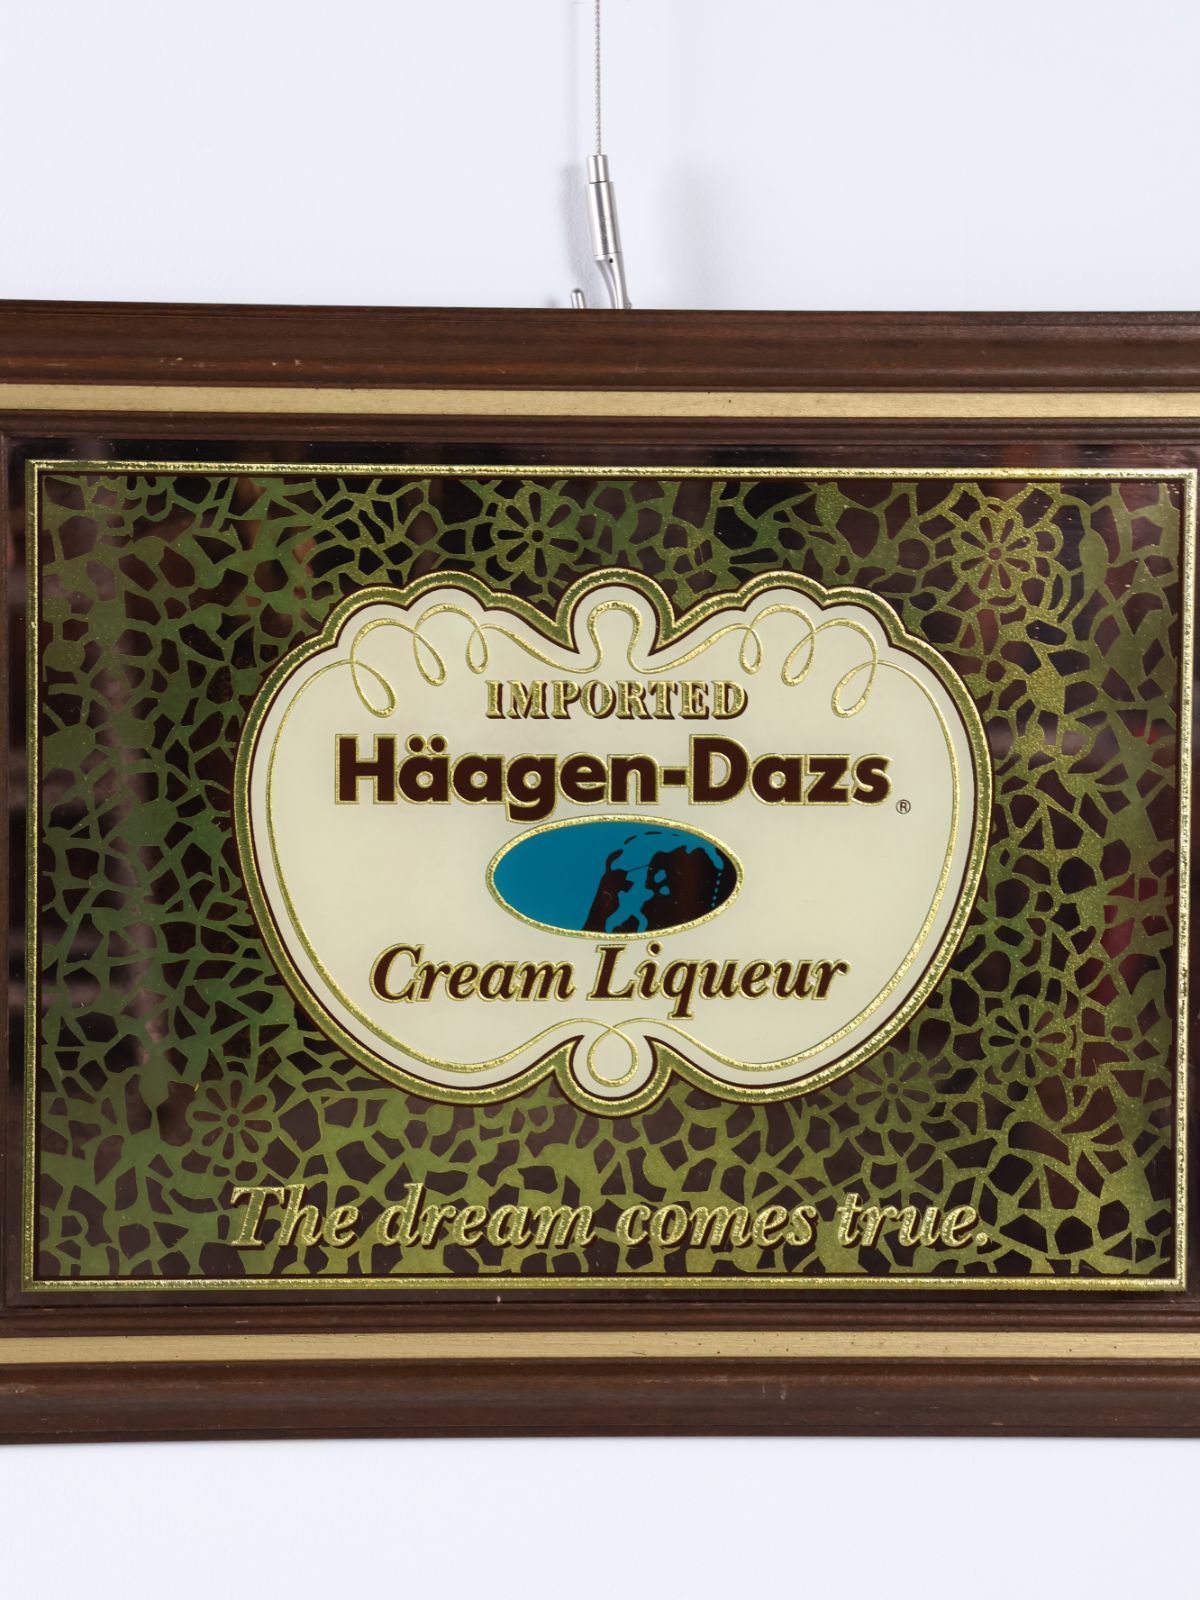 IMPORTED
Häagen-Dazs®
Cream Liqueur
The dream comes true.